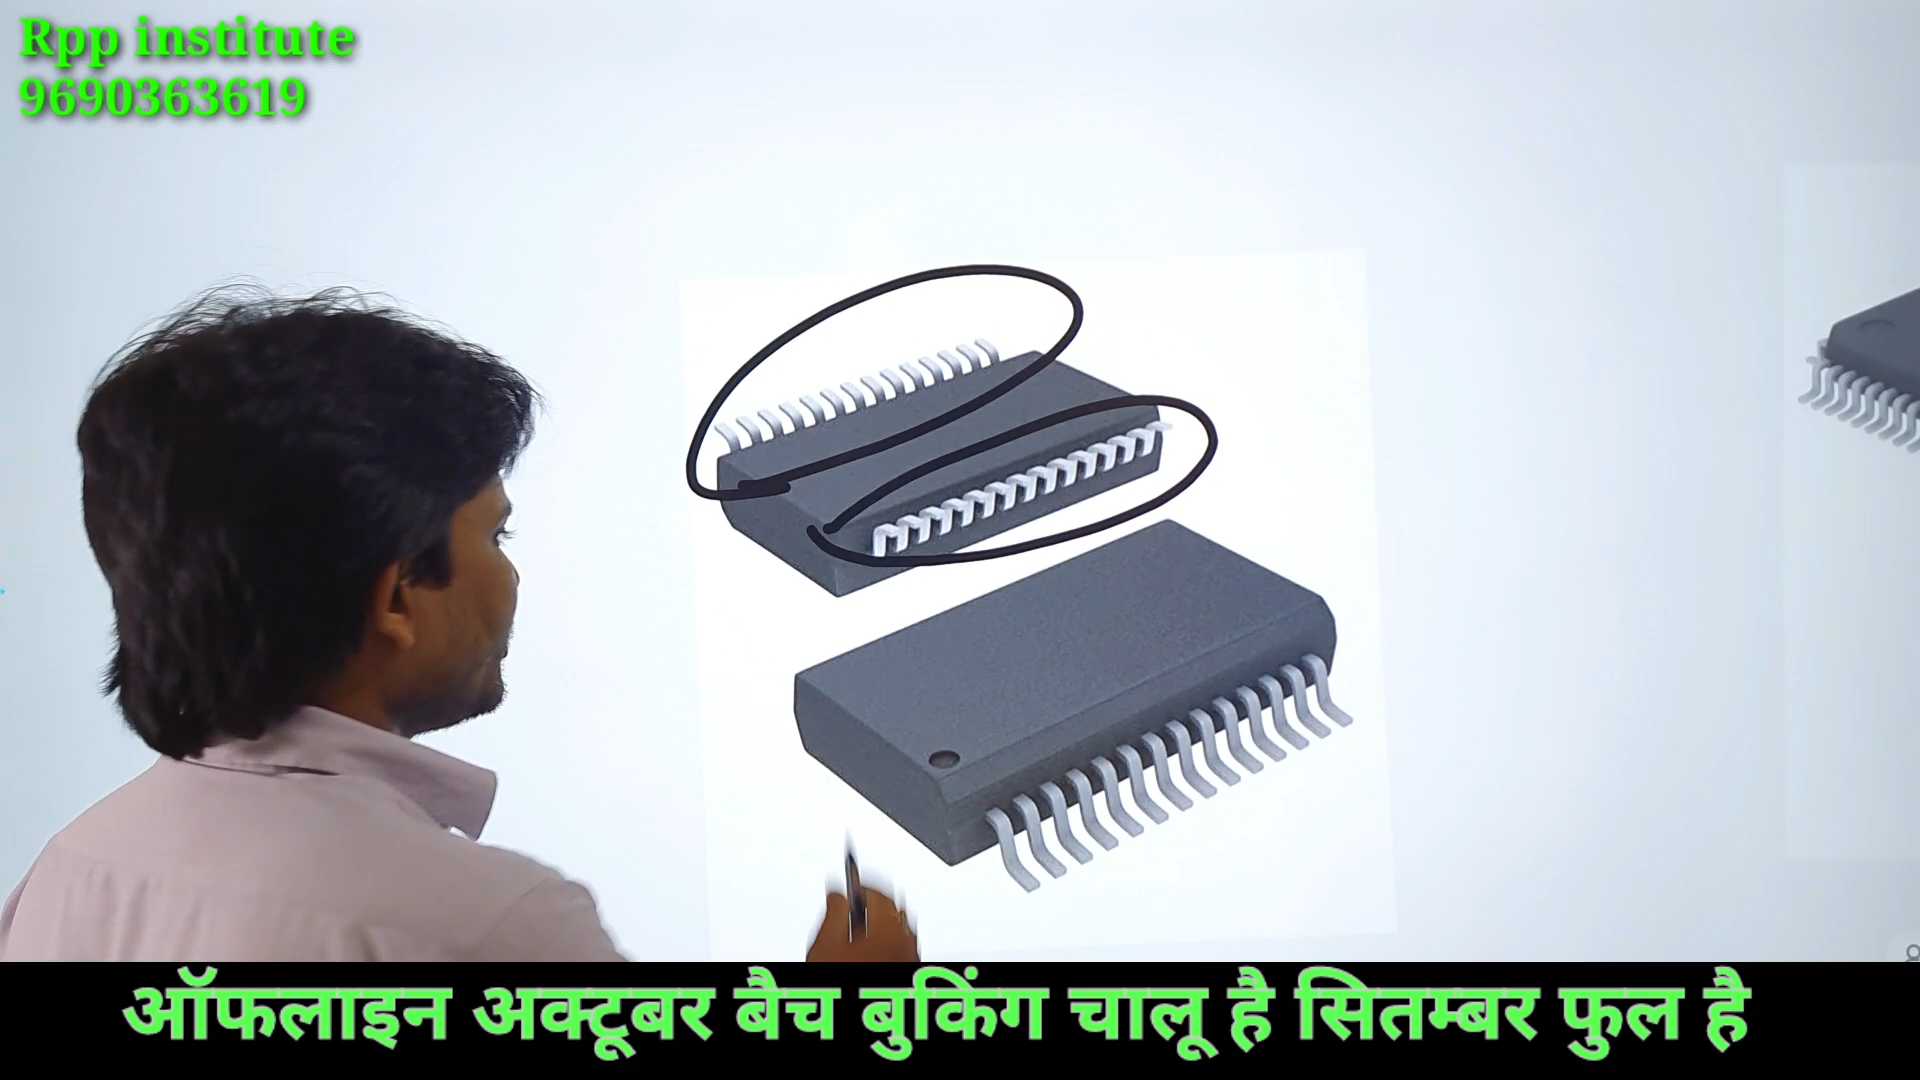 Rpp institute
9690363619
ऑफलाइन अक्टूबर बैच बुकिंग चालू है सितम्बर फुल है